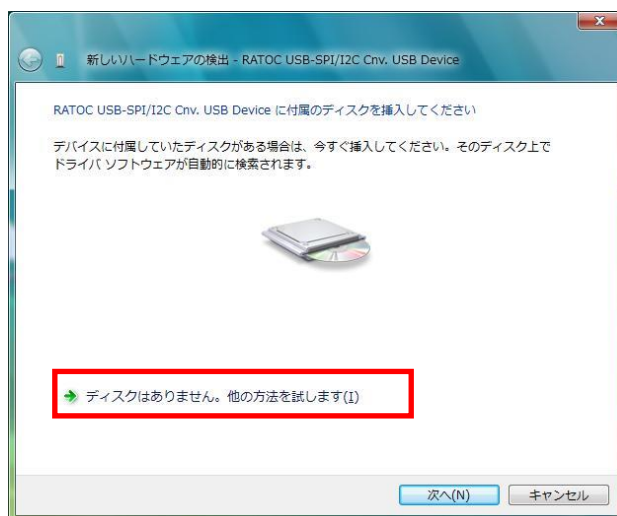 新しいハードウェアの検出 - RATOC USB-SPI/I2C Cnv. USB Device
RATOC USB-SPI/I2C Cnv. USB Device に付属のディスクを挿入してください
デバイスに付属していたディスクがある場合は、今すぐ挿入してください。そのディスク上で
ドライバ ソフトウェアが自動的に検索されます。
ディスクはありません。他の方法を試します(I)
次へ(N) キャンセル